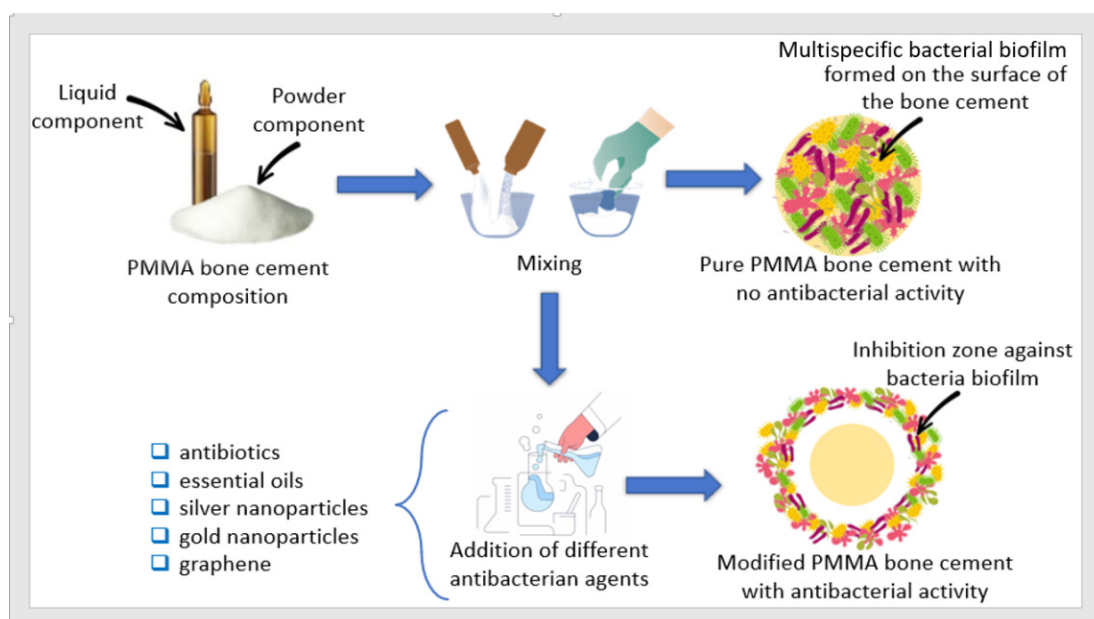 Liquid
component
Powder
component
PMMA bone cement
composition
Mixing
Multispecific bacterial biofilm
formed on the surface of
the bone cement
Pure PMMA bone cement with
no antibacterial activity
antibiotics
essential oils
silver nanoparticles
gold nanoparticles
graphene
Addition of different
antibacterian agents
Inhibition zone against
bacteria biofilm
Modified PMMA bone cement
with antibacterial activity